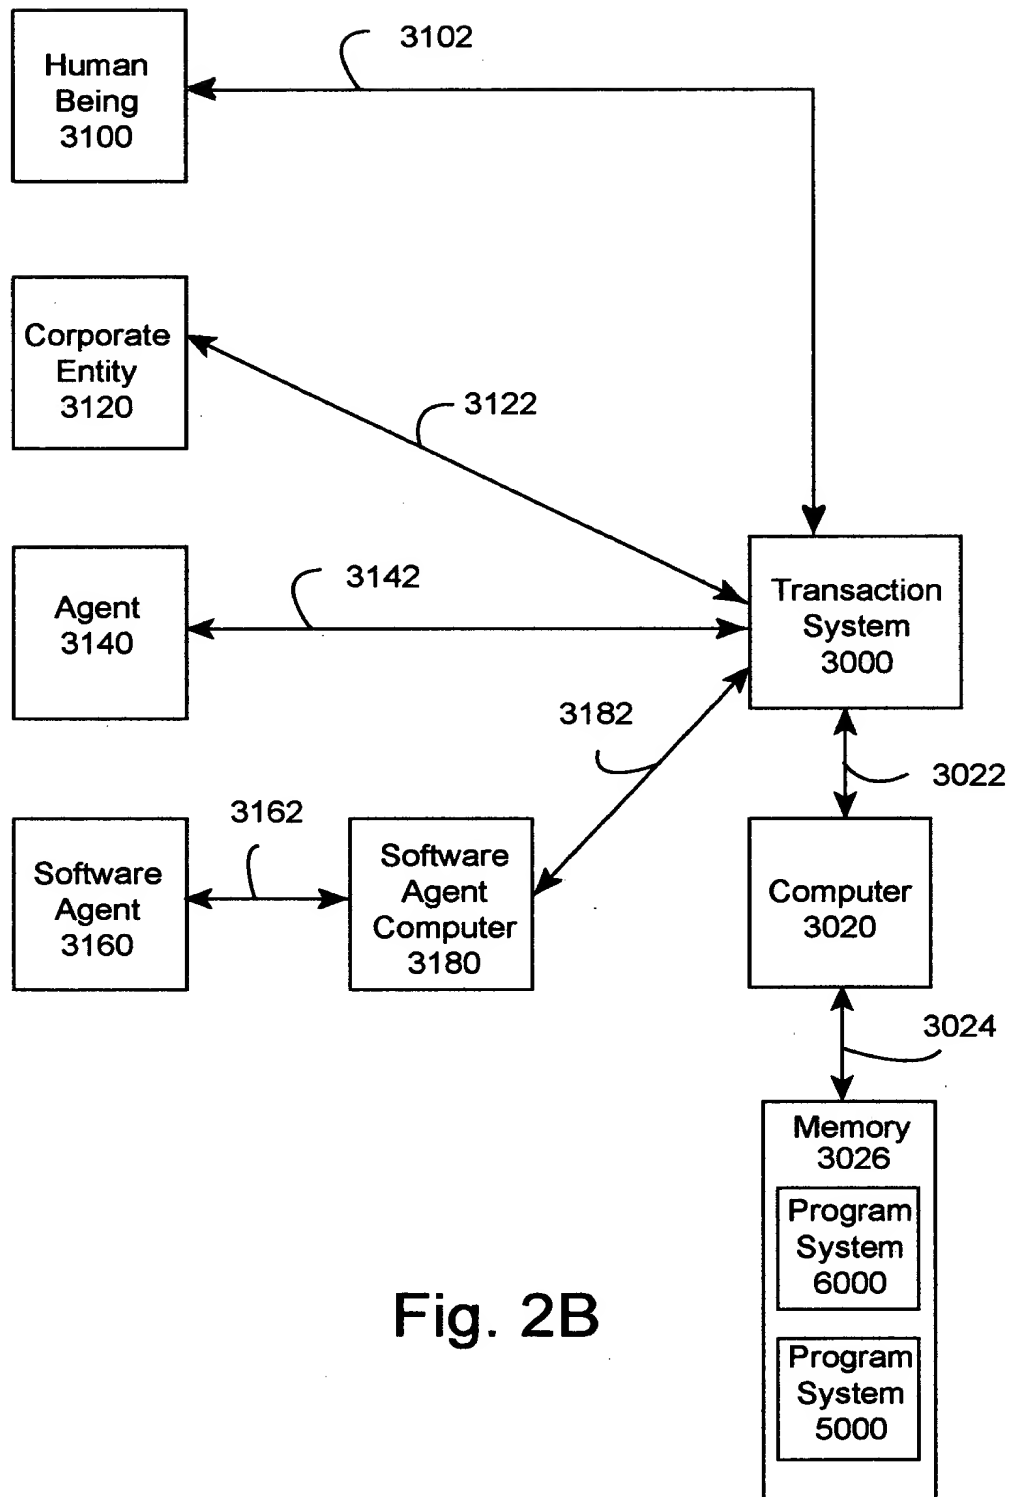 3102
Human
Being
3100
Corporate
Entity
3120
3122
Agent
3140
3142
Transaction
System
3000
3182
3022
3162
Software
Agent
3160
Software
Agent
Computer
3180
Computer
3020
3024
Memory
3026
Program
System
6000
Program
System
5000
Fig. 2B